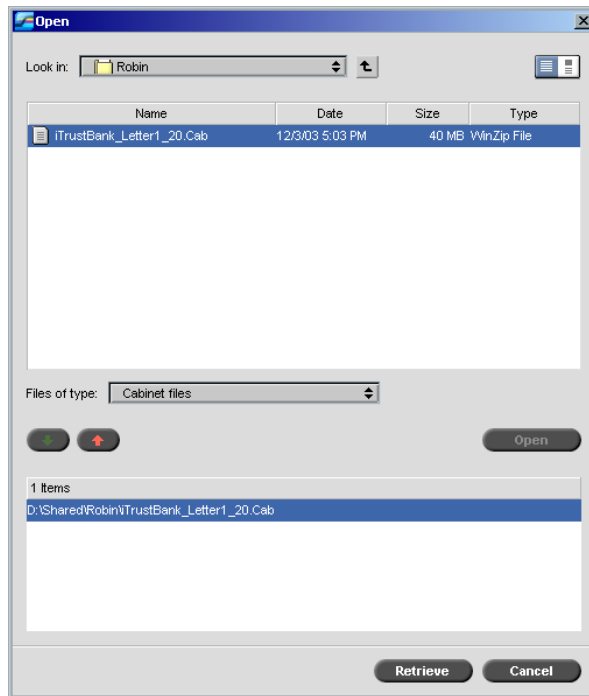 Open
Look in: Robin
Name Date Size Type
iTrustBank_Letter1_20.Cab 12/3/03 5:03 PM 40 MB WinZip File
Files of type: Cabinet files
Open
1 Items
D:\Shared\Robin\iTrustBank_Letter1_20.Cab
Retrieve Cancel